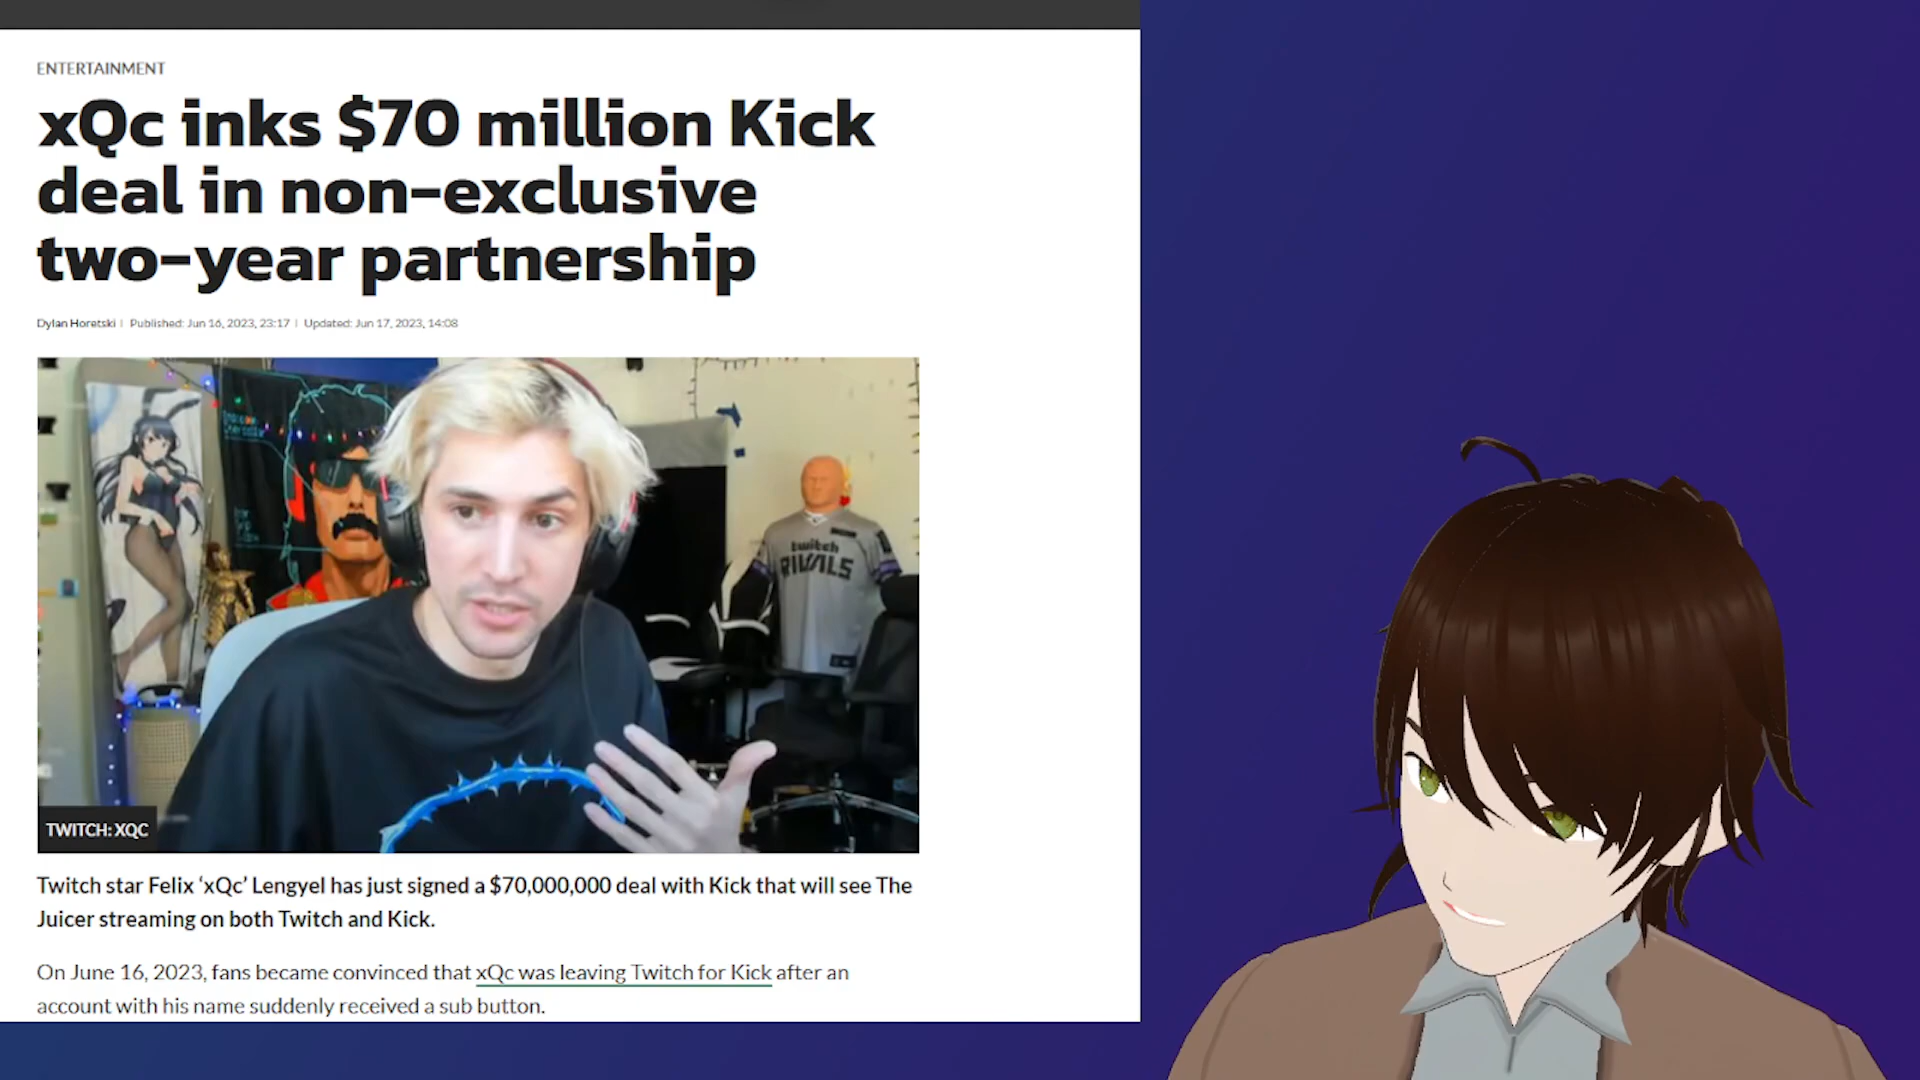 ENTERTAINMENT
xQc inks $70 million Kick
deal in non-exclusive
two-year partnership
Dylan Horetski | Published: Jun 16, 2023, 23:17 | Updated: Jun 17, 2023, 14:08
twitch
RIVALS
TWITCH: XQC
Twitch star Felix ‘xQc’ Lengyel has just signed a $70,000,000 deal with Kick that will see The
Juicer streaming on both Twitch and Kick.
On June 16, 2023, fans became convinced that xQc was leaving Twitch for Kick after an
account with his name suddenly received a sub button.